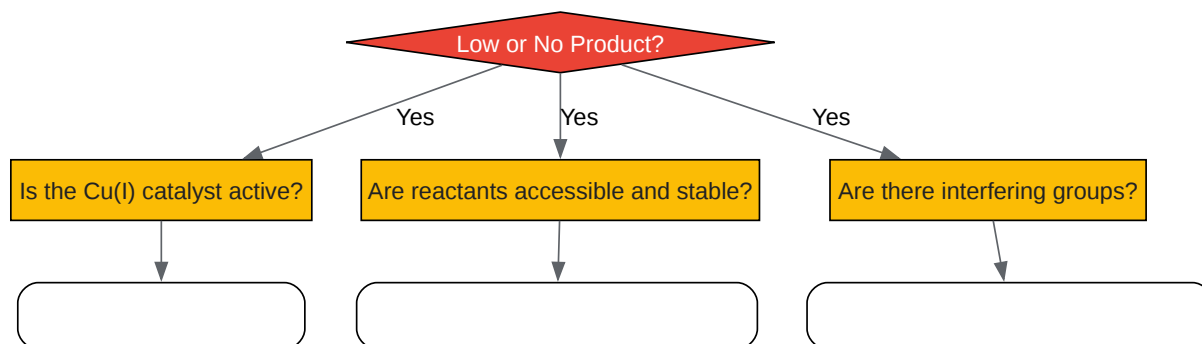 Low or No Product?
Yes
Yes
Yes
Is the Cu(I) catalyst active?
Are reactants accessible and stable?
Are there interfering groups?